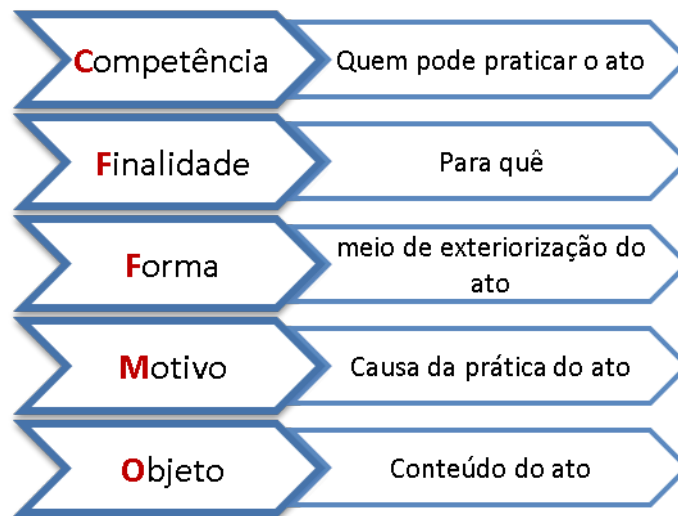 Competência
Quem pode praticar o ato
Finalidade
Para quê
Forma
meio de exteriorização do
ato
Motivo
Causa da prática do ato
Objeto
Conteúdo do ato